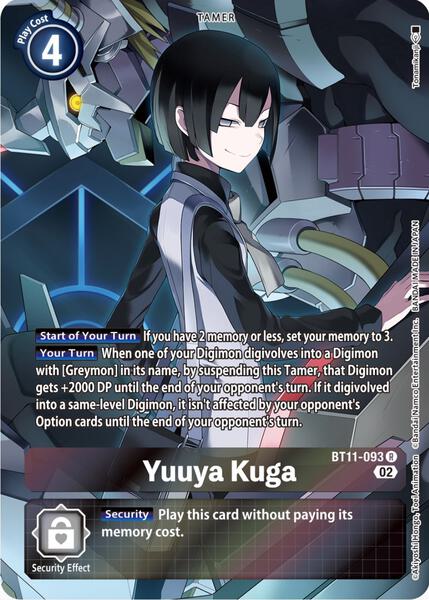 TAMER
Play Cost
4
Tonamikanji
Start of Your Turn If you have 2 memory or less, set your memory to 3.
Your Turn When one of your Digimon digivolves into a Digimon
with [Greymon] in its name, by suspending this Tamer, that Digimon
gets +2000 DP until the end of your opponent's turn. If it digivolved
into a same-level Digimon, it isn't affected by your opponent's
Option cards until the end of your opponent's turn.
BT11-093 R
02
Yuuya Kuga
Security Play this card without paying its
memory cost.
Security Effect
©Akiyoshi Hongo, Toei Animation ©Bandai Namco Entertainment Inc. BANDAI MADE IN JAPAN